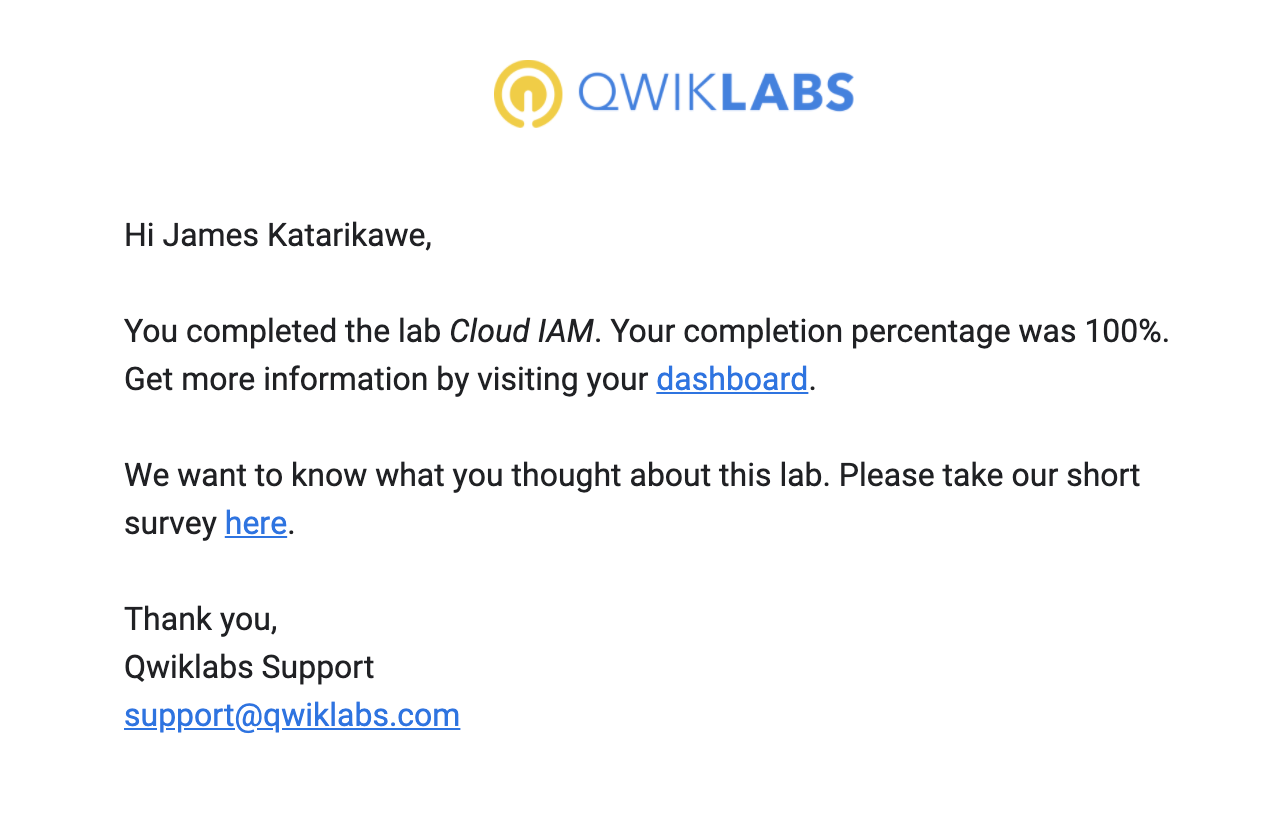 QWIKLABS
Hi James Katarikawe,
You completed the lab Cloud IAM. Your completion percentage was 100%.
Get more information by visiting your dashboard.
We want to know what you thought about this lab. Please take our short
survey here.
Thank you,
Qwiklabs Support
support@qwiklabs.com